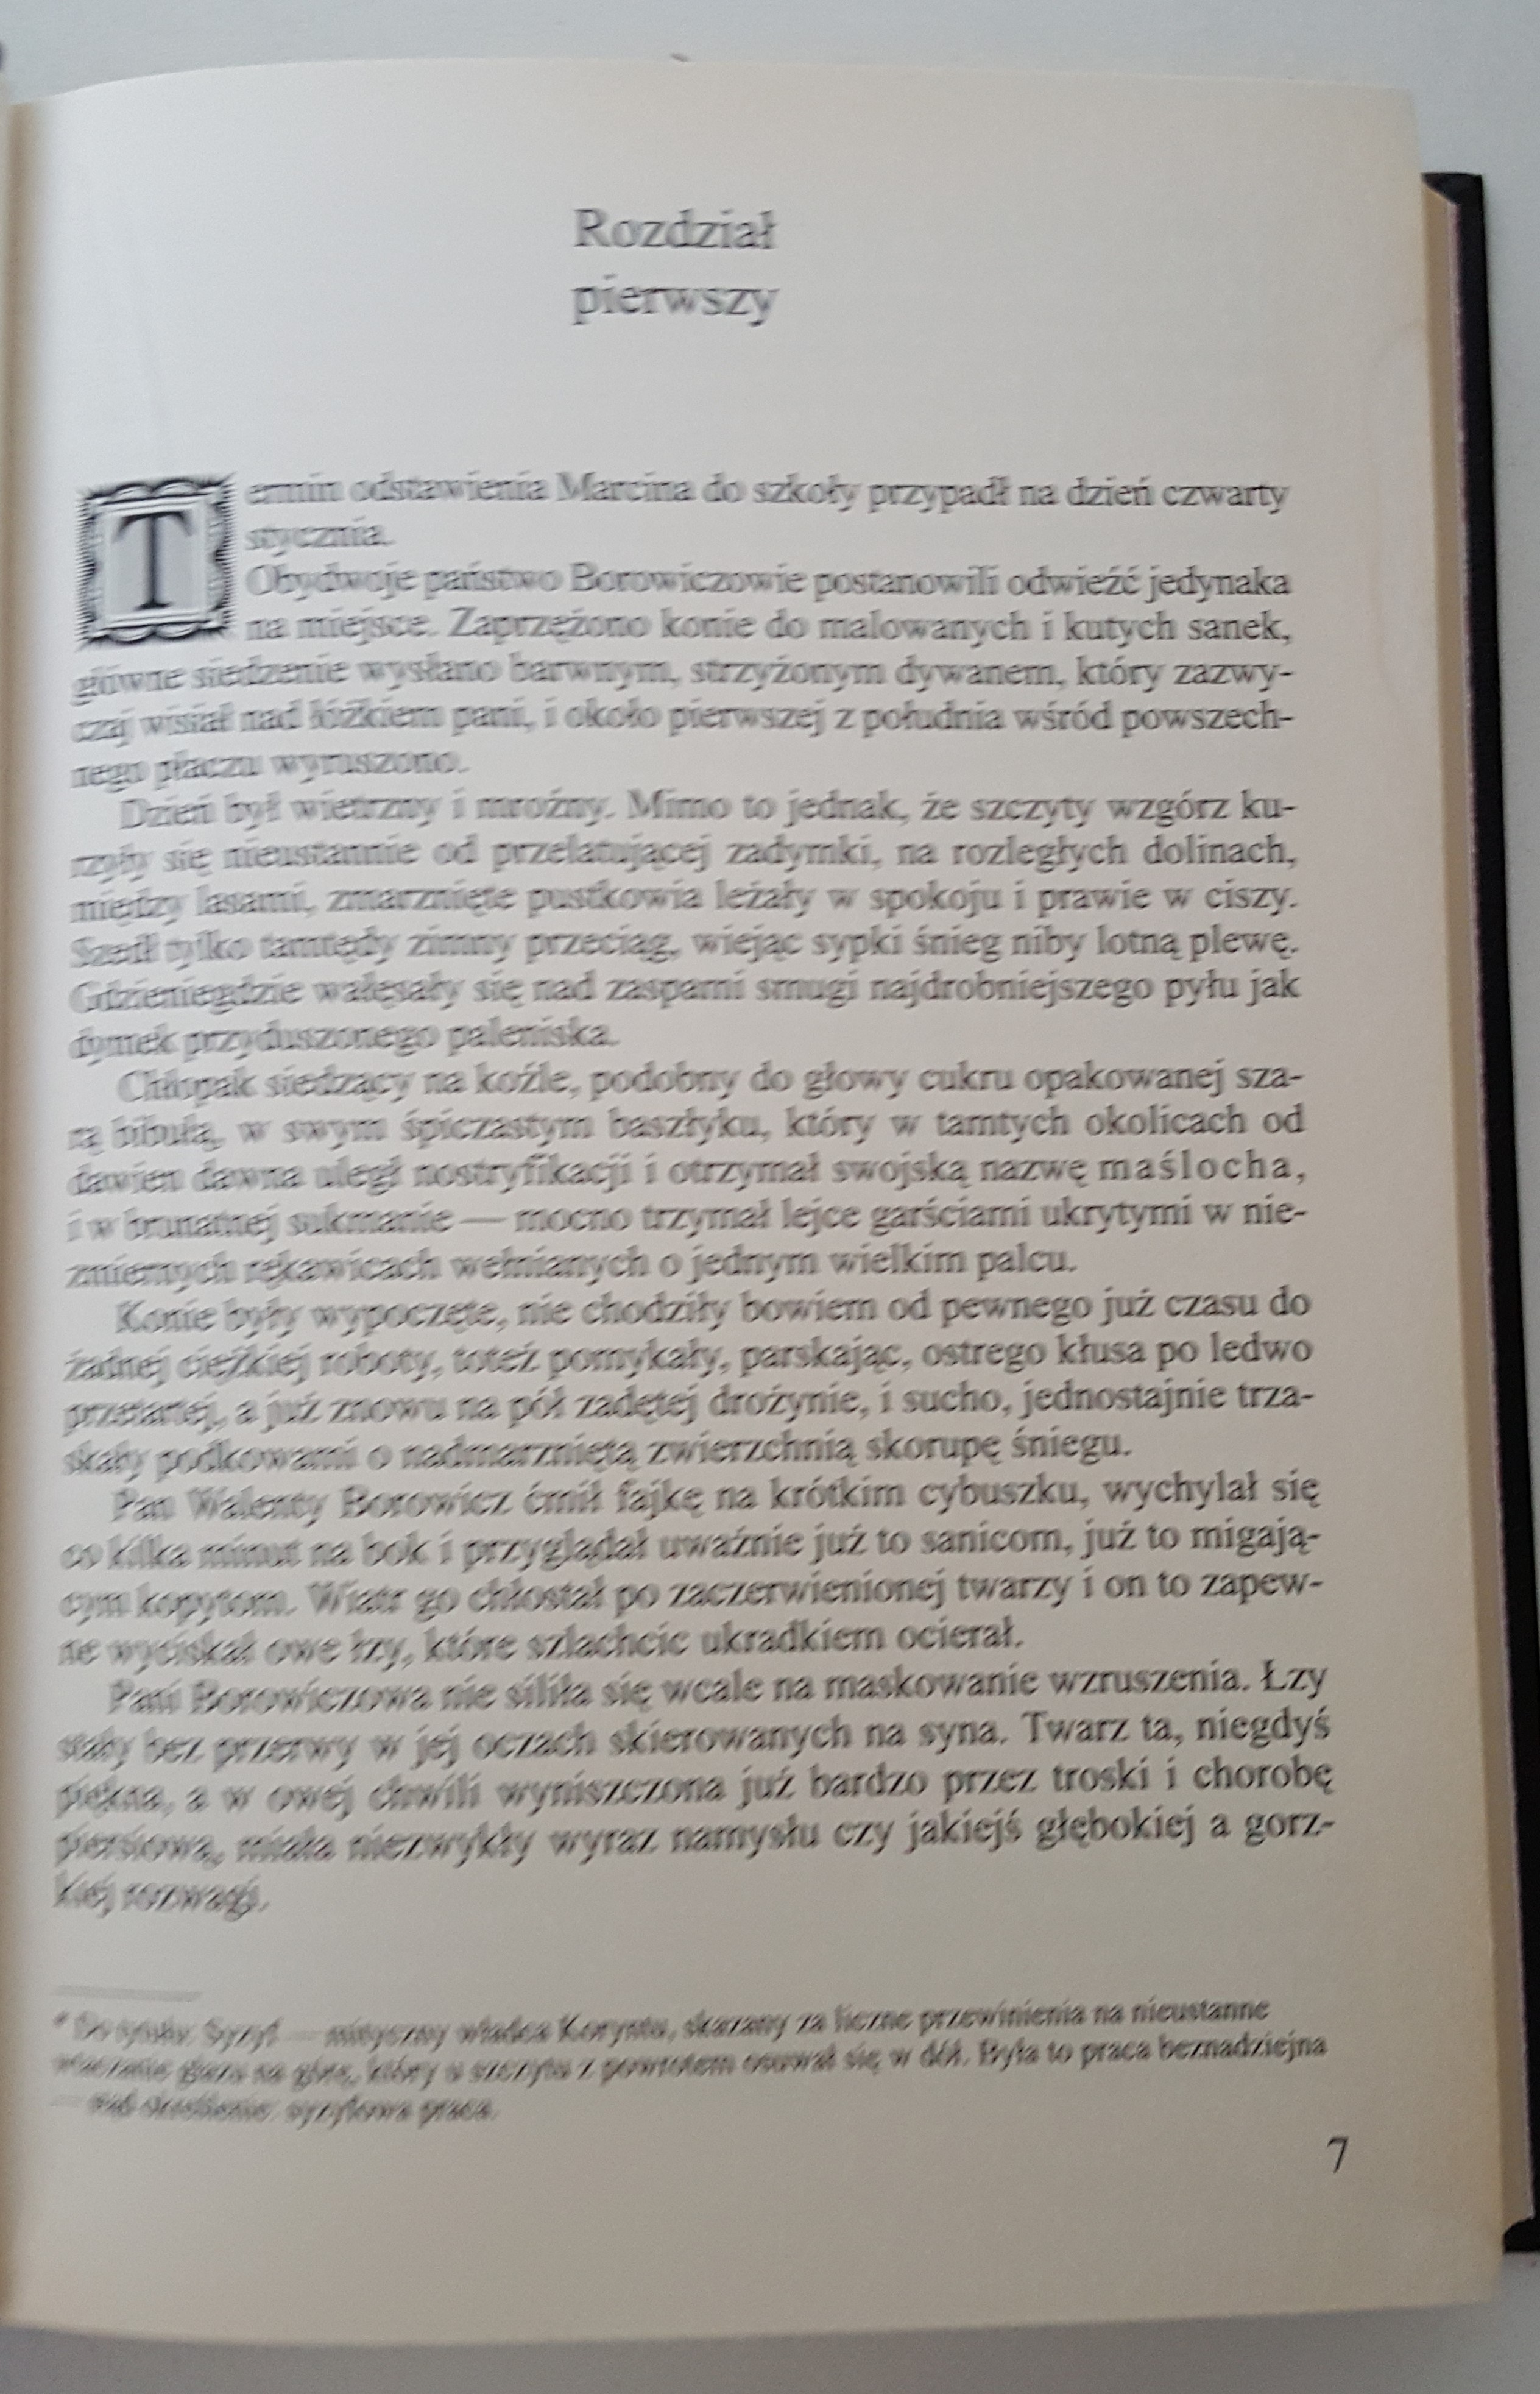 Rozdział
pierwszy
Termin odstawienia Marcina do szkoły przypadł na dzień czwarty
stycznia.
Obydwoje państwo Borowiczowie postanowili odwieźć jedynaka
na miejsce. Zaprzężono konie do malowanych i kutych sanek,
główne siedzenie wysłano barwnym, strzyżonym dywanem, który zazwy-
czaj wisiał nad łóżkiem pani, i około pierwszej z południa wśród powszech-
nego płaczu wyruszono.
Dzień był wietrzny i mroźny. Mimo to jednak, że szczyty wzgórz ku-
rzyły się nieustannie od przelatującej zadymki, na rozległych dolinach,
między lasami, zmarznięte pustkowia leżały w spokoju i prawie w ciszy.
Szedł tylko tamtędy zimny przeciąg, wiejąc sypki śnieg niby lotną plewę.
Gdzieniegdzie wałęsały się nad zaspami smugi najdrobniejszego pyłu jak
dymek przyduszonego paleniska.
Chłopak siedzący na koźle, podobny do głowy cukru opakowanej sza-
rą bibułą, w swym śpiczastym baszłyku, który w tamtych okolicach od
dawien dawna uległ nostryfikacji i otrzymał swojską nazwę maślocha,
i w brunatnej sukmanie — mocno trzymał lejce garściami ukrytymi w nie-
zmiernych rękawicach wełnianych o jednym wielkim palcu.
Konie były wypoczęte, nie chodziły bowiem od pewnego już czasu do
żadnej ciężkiej roboty, toteż pomykały, parskając, ostrego kłusa po ledwo
przetartej, a już znowu na pół zadętej drożynie, i sucho, jednostajnie trza-
skały podkowami o nadmarzniętą zwierzchnią skorupę śniegu.
Pan Walenty Borowicz ćmił fajkę na krótkim cybuszku, wychylał się
co kilka minut na bok i przyglądał uważnie już to sanicom, już to migają-
cym kopytom. Wiatr go chłostał po zaczerwienionej twarzy i on to zapew-
ne wyciskał owe łzy, które szlachcic ukradkiem ocierał.
Pani Borowiczowa nie siliła się wcale na maskowanie wzruszenia. Łzy
stały bez przerwy w jej oczach skierowanych na syna. Twarz ta, niegdyś
piękna, a w owej chwili wyniszczona już bardzo przez troski i chorobę
piersiową, miała niezwykły wyraz namysłu czy jakiejś głębokiej a gorz-
kiej rozwagi.
* Do tytułu: Syzyf — mityczny władca Koryntu, skazany za liczne przewinienia na nieustanne
wtaczanie głazu na górę, który u szczytu z powrotem osuwał się w dół. Była to praca beznadziejna
— stąd określenie: syzyfowa praca.
7